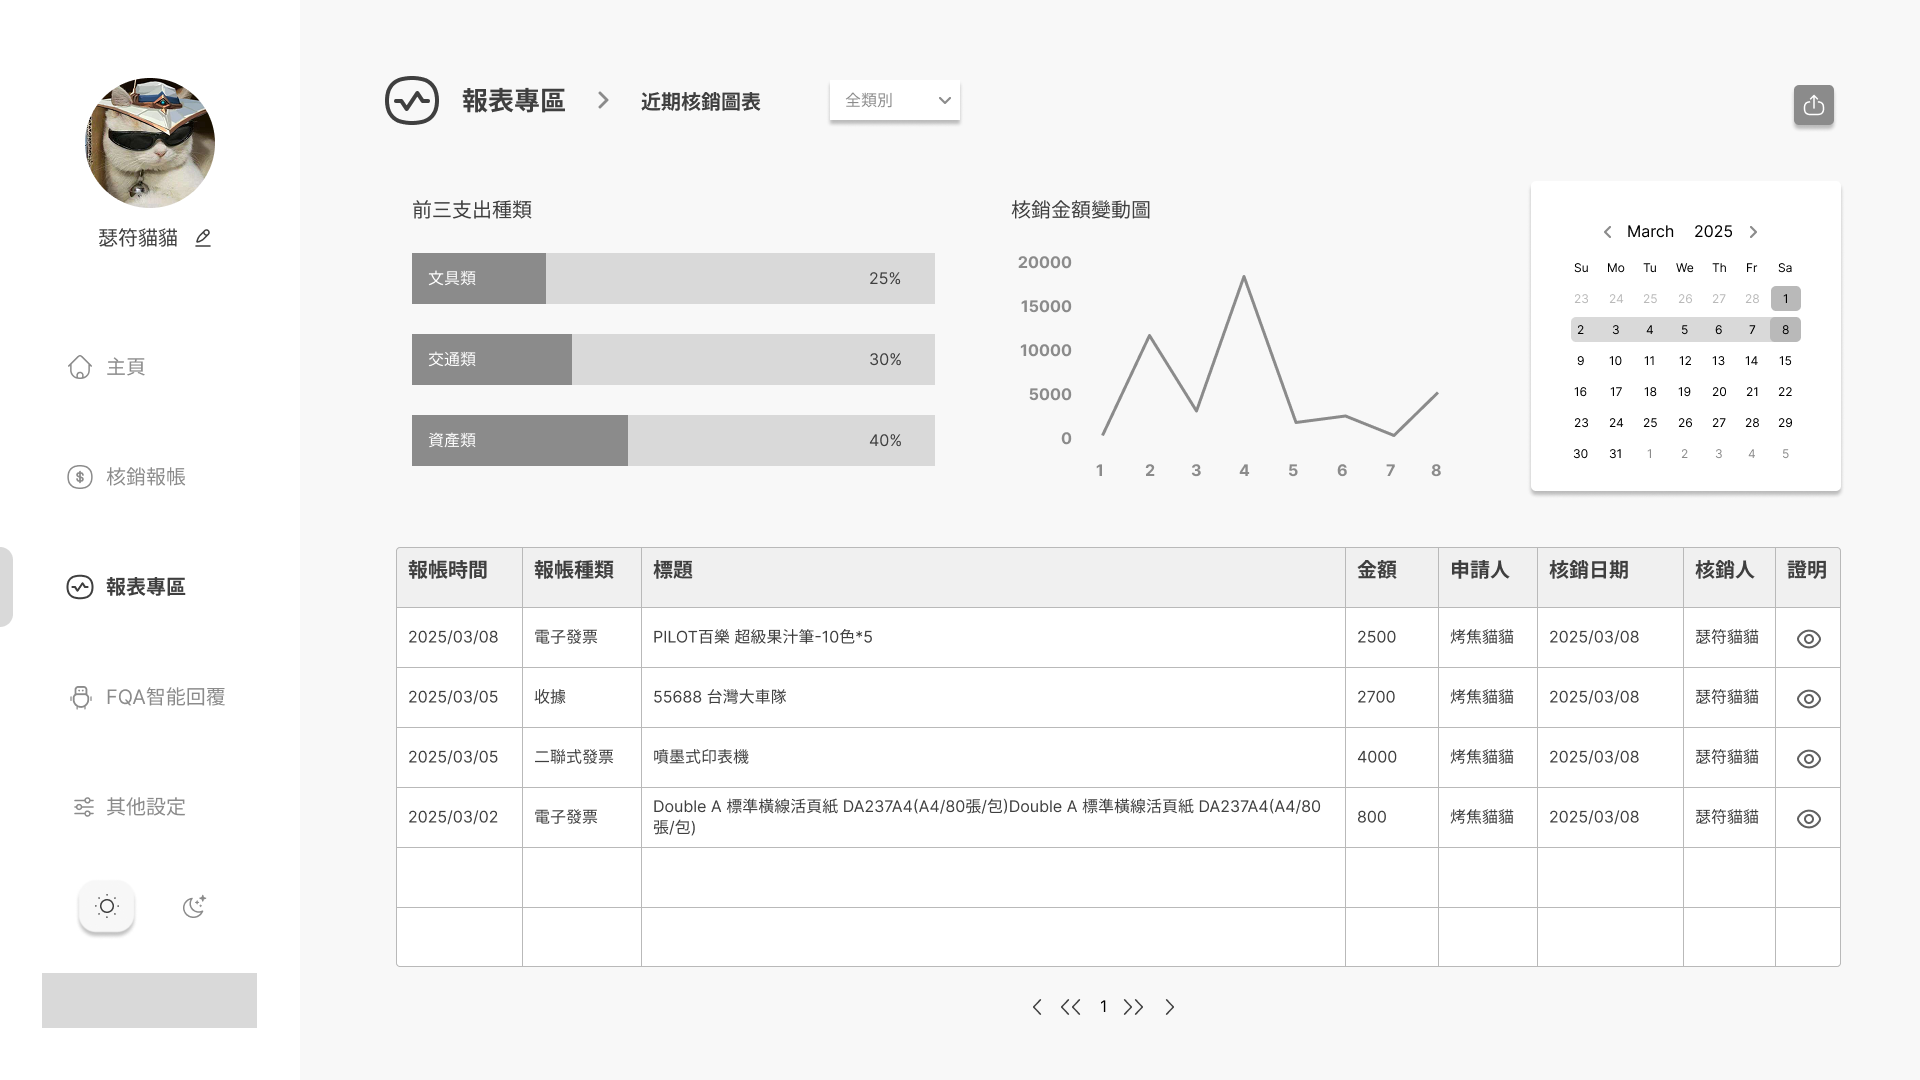 瑟符貓貓
主頁
核銷報帳
報表專區
FQA智能回覆
其他設定
報表專區
近期核銷圖表
全類別
前三支出種類
文具類 25%
交通類 30%
資產類 40%
核銷金額變動圖
20000
15000
10000
5000
0
1 2 3 4 5 6 7 8
March 2025
Su Mo Tu We Th Fr Sa
23 24 25 26 27 28 1
2 3 4 5 6 7 8
9 10 11 12 13 14 15
16 17 18 19 20 21 22
23 24 25 26 27 28 29
30 31 1 2 3 4 5
報帳時間 報帳種類 標題 金額 申請人 核銷日期 核銷人 證明
2025/03/08 電子發票 PILOT百樂 超級果汁筆-10色*5 2500 烤焦貓貓 2025/03/08 瑟符貓貓
2025/03/05 收據 55688 台灣大車隊 2700 烤焦貓貓 2025/03/08 瑟符貓貓
2025/03/05 二聯式發票 噴墨式印表機 4000 烤焦貓貓 2025/03/08 瑟符貓貓
2025/03/02 電子發票 Double A 標準橫線活頁紙 DA237A4(A4/80張/包)Double A 標準橫線活頁紙 DA237A4(A4/80
張/包) 800 烤焦貓貓 2025/03/08 瑟符貓貓
1